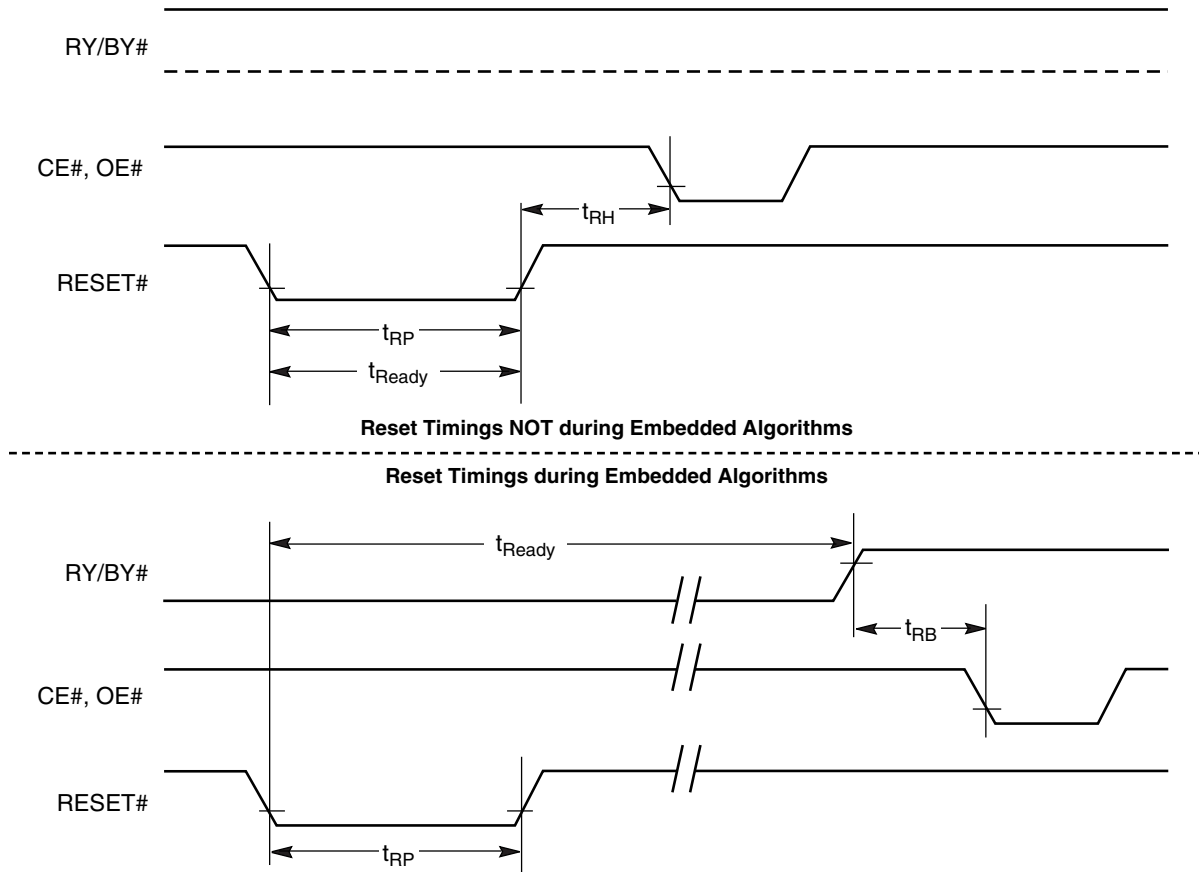 RY/BY#
CE#, OE#
tRH
RESET#
tRP
tReady
Reset Timings NOT during Embedded Algorithms
Reset Timings during Embedded Algorithms
tReady
RY/BY#
tRB
CE#, OE#
RESET#
tRP